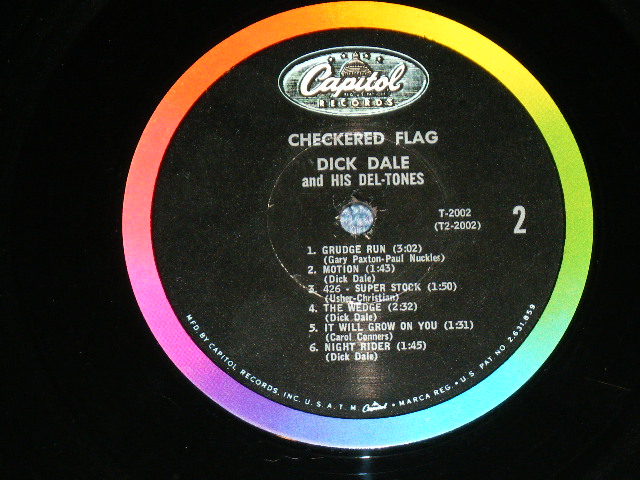 Capitol
RECORDS
CHECKERED FLAG
DICK DALE
and HIS DEL-TONES
T-2002
(T2-2002)
2
1. GRUDGE RUN (3:02)
(Gary Paxton-Paul Nuckles)
2. MOTION (1:43)
(Dick Dale)
3. 426 - SUPER STOCK (1:50)
(Usher-Christian)
4. THE WEDGE (2:32)
(Dick Dale)
5. IT WILL GROW ON YOU (1:31)
(Carol Conners)
6. NIGHT RIDER (1:45)
(Dick Dale)
MFD BY CAPITOL RECORDS, INC. U.S.A. T.M. Capitol • MARCA REG. • U.S. PAT. NO. 2,631,859